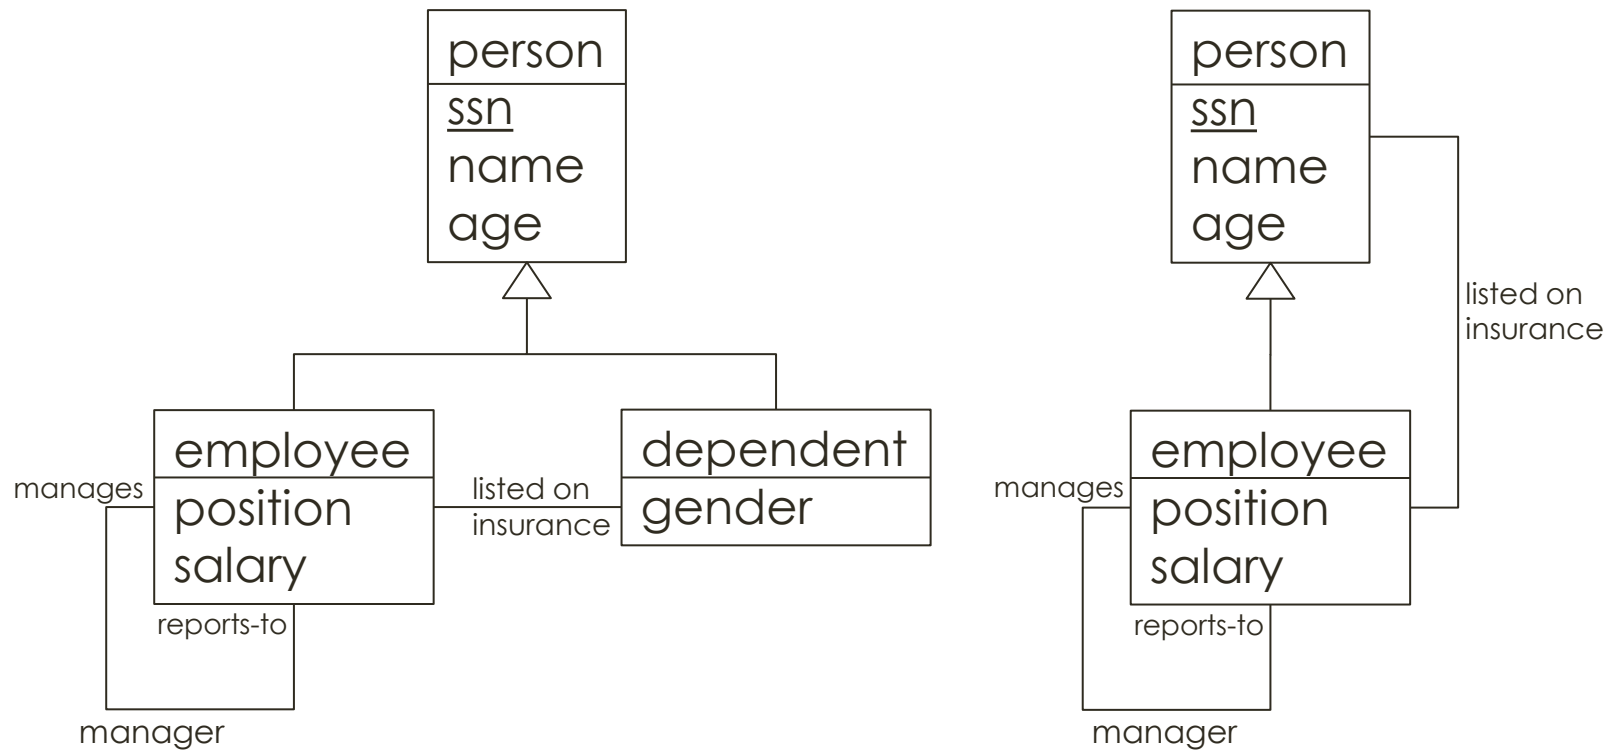 person
ssn
name
age
employee
position
salary
dependent
gender
manages
listed on
insurance
reports-to
manager
person
ssn
name
age
listed on
insurance
employee
position
salary
manages
reports-to
manager